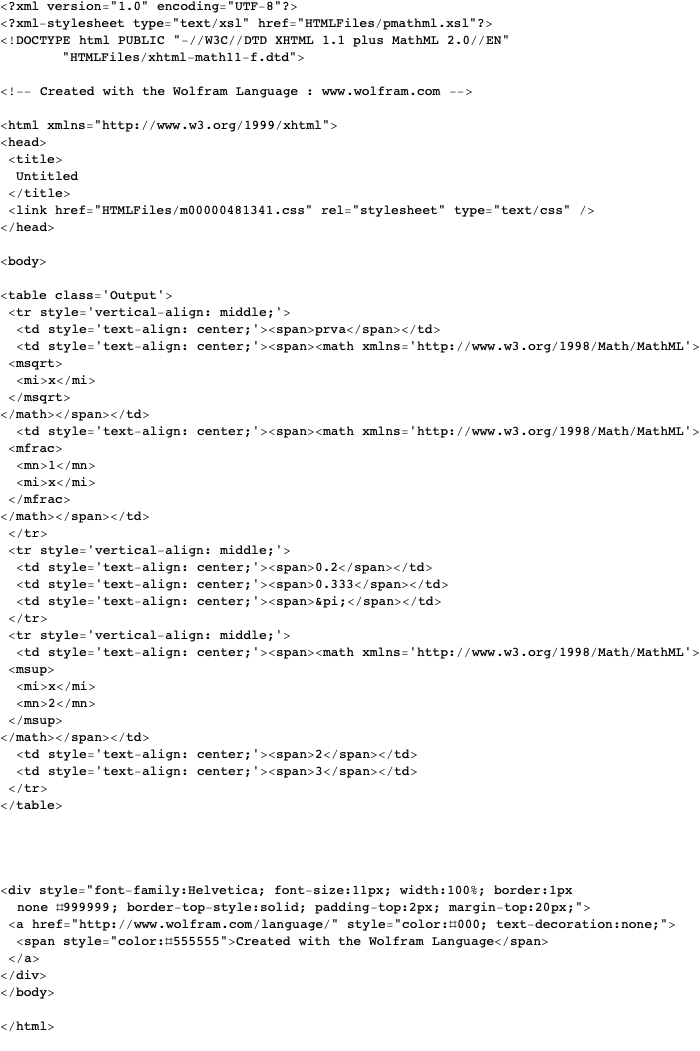 <?xml version="1.0" encoding="UTF-8"?>
<?xml-stylesheet type="text/xsl" href="HTMLFiles/pmathml.xsl"?>
<!DOCTYPE html PUBLIC "-//W3C//DTD XHTML 1.1 plus MathML 2.0//EN"
        "HTMLFiles/xhtml-math11-f.dtd">

<!-- Created with the Wolfram Language : www.wolfram.com -->

<html xmlns="http://www.w3.org/1999/xhtml">
<head>
 <title>
  Untitled
 </title>
 <link href="HTMLFiles/m00000481341.css" rel="stylesheet" type="text/css" />
</head>

<body>

<table class='Output'>
 <tr style='vertical-align: middle;'>
  <td style='text-align: center;'><span>prva</span></td>
  <td style='text-align: center;'><span><math xmlns='http://www.w3.org/1998/Math/MathML'>
 <msqrt>
  <mi>x</mi>
 </msqrt>
</math></span></td>
  <td style='text-align: center;'><span><math xmlns='http://www.w3.org/1998/Math/MathML'>
 <mfrac>
  <mn>1</mn>
  <mi>x</mi>
 </mfrac>
</math></span></td>
 </tr>
 <tr style='vertical-align: middle;'>
  <td style='text-align: center;'><span>0.2</span></td>
  <td style='text-align: center;'><span>0.333</span></td>
  <td style='text-align: center;'><span>&pi;</span></td>
 </tr>
 <tr style='vertical-align: middle;'>
  <td style='text-align: center;'><span><math xmlns='http://www.w3.org/1998/Math/MathML'>
 <msup>
  <mi>x</mi>
  <mn>2</mn>
 </msup>
</math></span></td>
  <td style='text-align: center;'><span>2</span></td>
  <td style='text-align: center;'><span>3</span></td>
 </tr>
</table>

<div style="font-family:Helvetica; font-size:11px; width:100%; border:1px
  none #999999; border-top-style:solid; padding-top:2px; margin-top:20px;">
 <a href="http://www.wolfram.com/language/" style="color:#000; text-decoration:none;">
  <span style="color:#555555">Created with the Wolfram Language</span>
 </a>
</div>
</body>

</html>